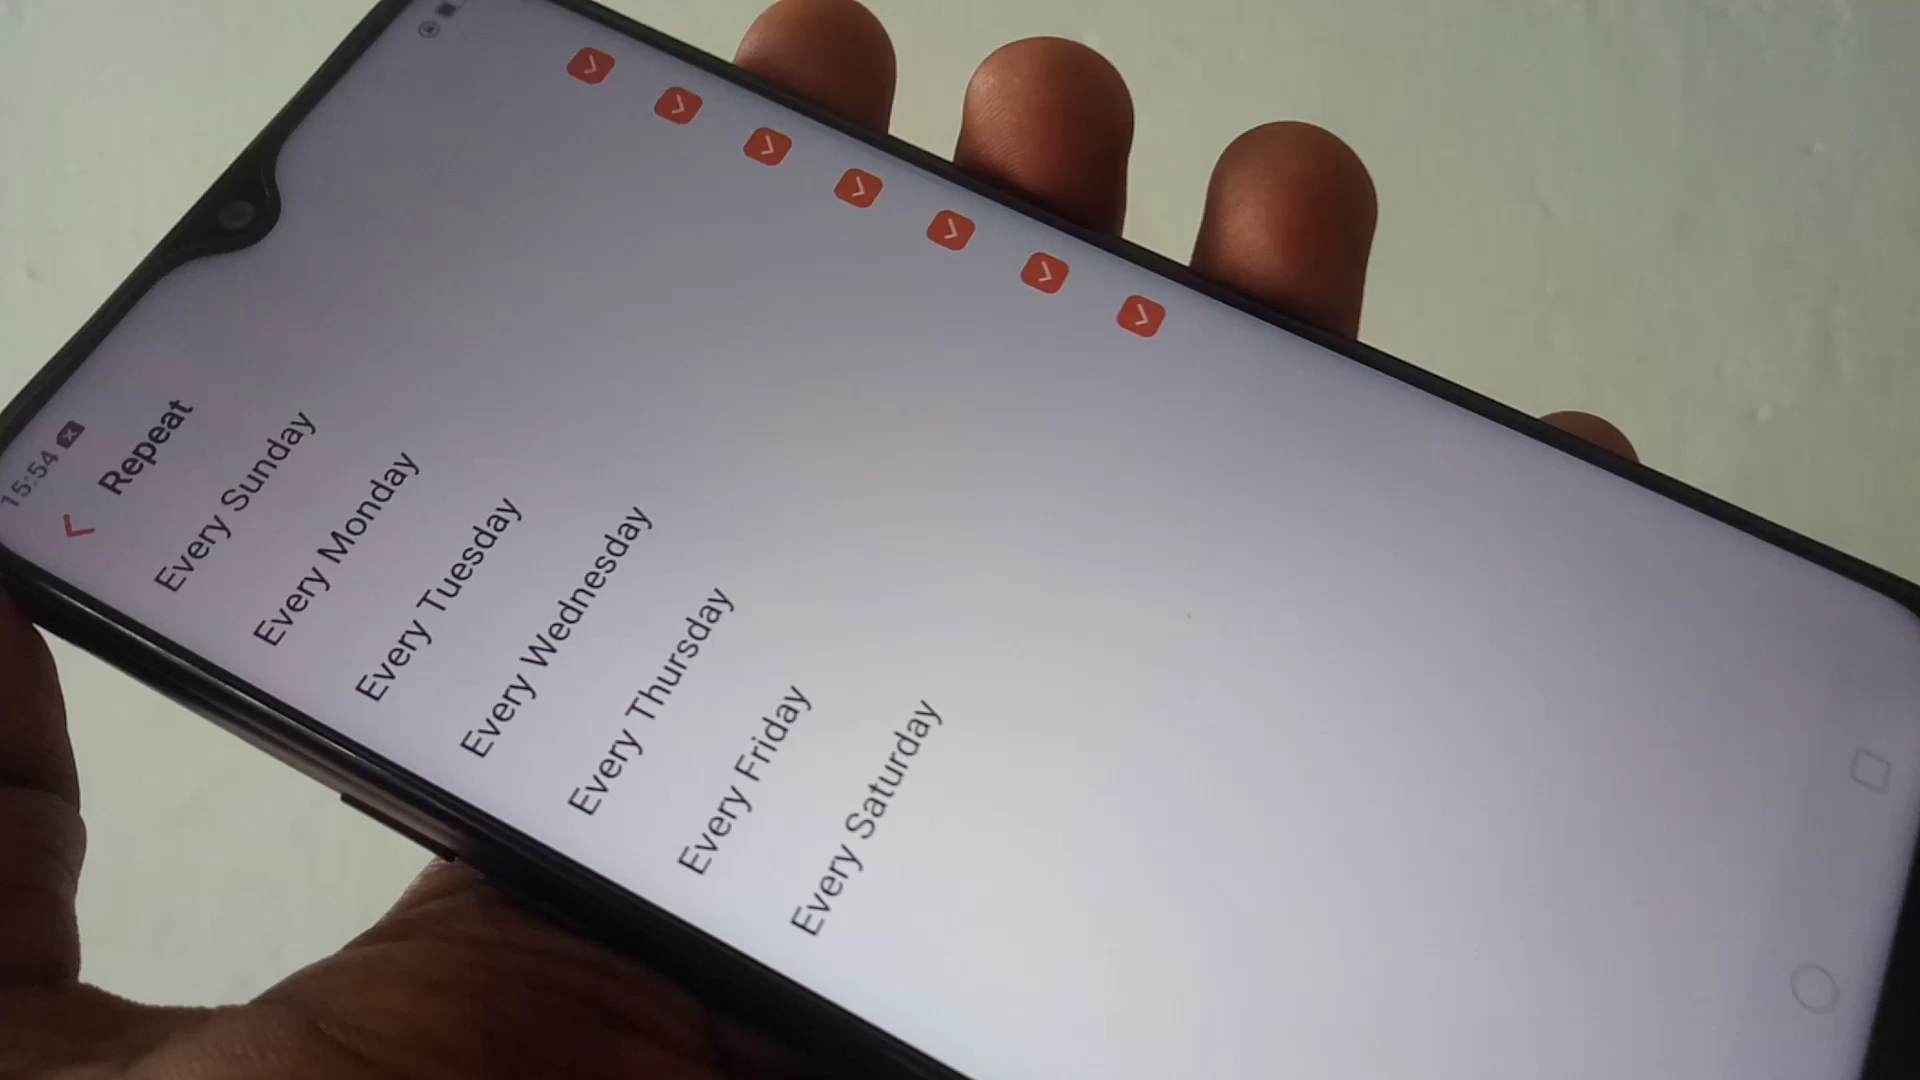 15:54
Repeat
Every Sunday
Every Monday
Every Tuesday
Every Wednesday
Every Thursday
Every Friday
Every Saturday